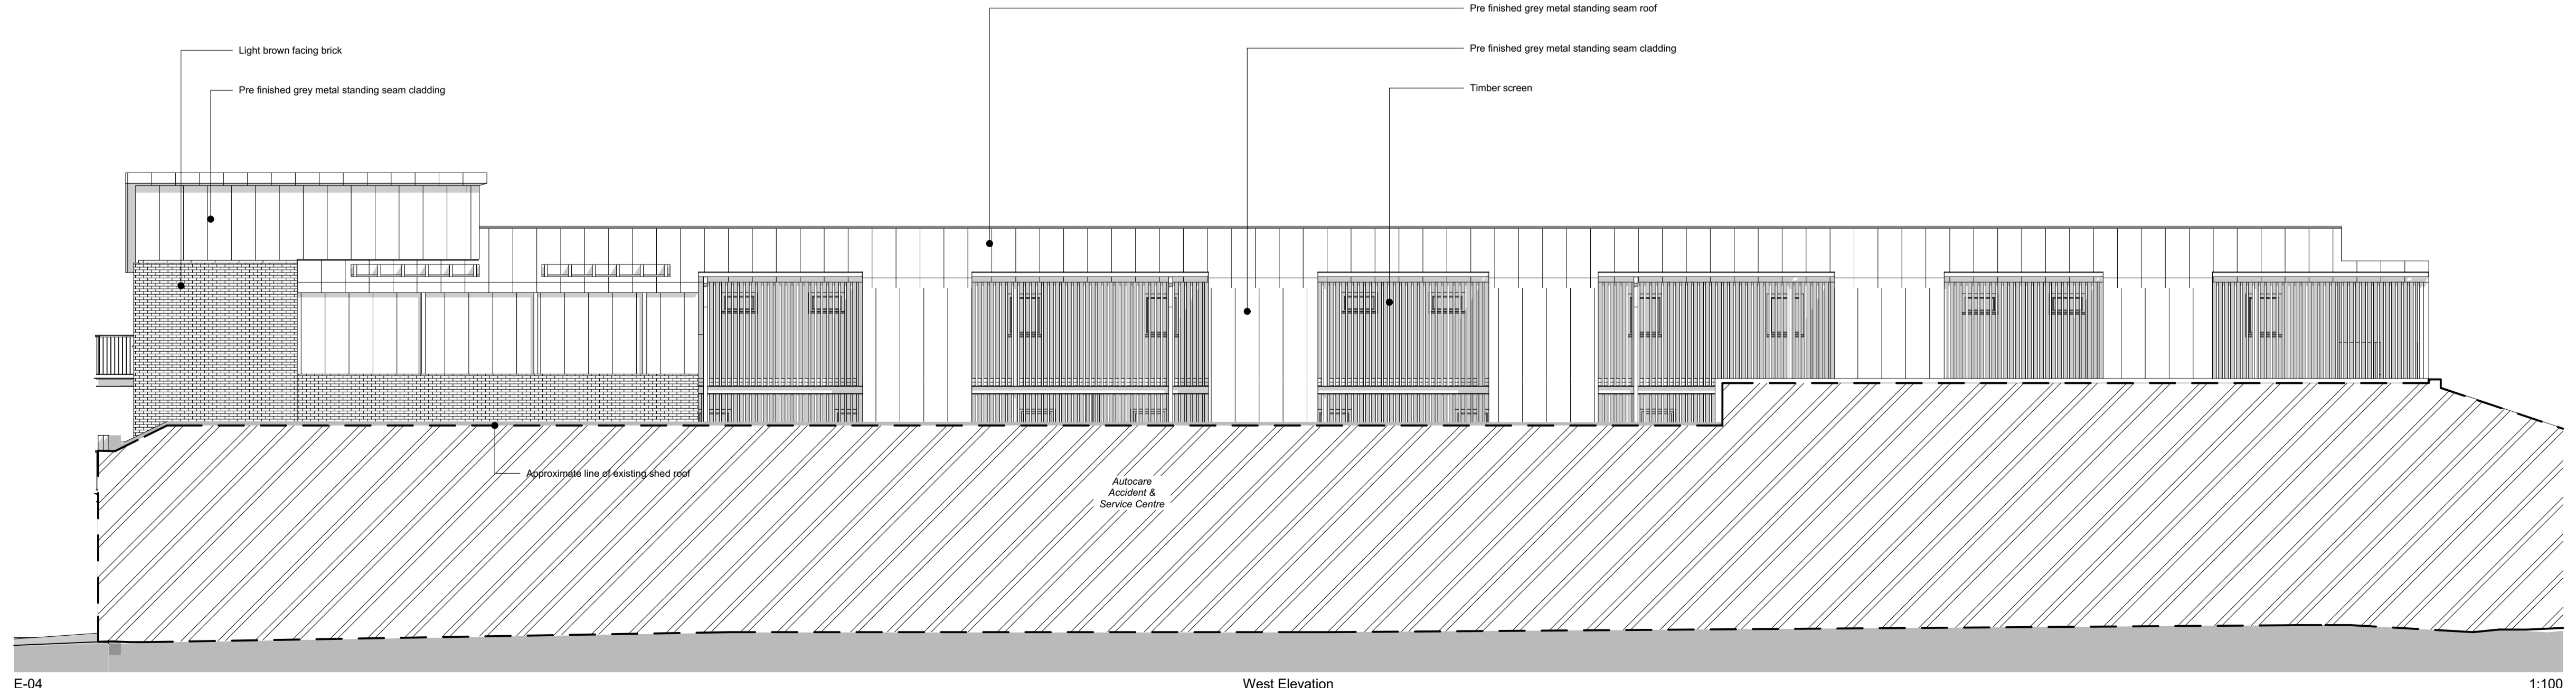 Pre finished grey metal standing seam roof
Light brown facing brick
Pre finished grey metal standing seam cladding
Timber screen
Pre finished grey metal standing seam cladding
Approximate line of existing shed roof
Autocare
Accident &
Service Centre
E-04
West Elevation
1:100